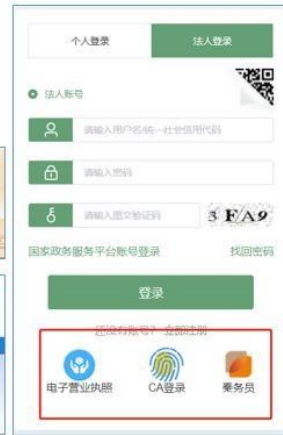 个人登录
法人登录
法人账号
请输入用户名/统一社会信用代码
请输入密码
请输入图文验证码
3 FA9
国家政务服务平台账号登录
找回密码
登录
还没有账号? 立即注册
电子营业执照
CA登录
秦务员